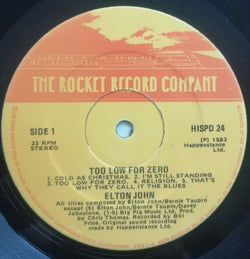 THE ROCKET RECORD COMPANY
SIDE 1
33 RPM
STEREO
HISPD 24
℗ 1983
Happenstance
Ltd.
TOO LOW FOR ZERO
1. COLD AS CHRISTMAS. 2. I'M STILL STANDING
3. TOO LOW FOR ZERO. 4. RELIGION. 5. THAT'S
WHY THEY CALL IT THE BLUES
ELTON JOHN
All titles composed by Elton John/Bernie Taupin
except (5) Elton John/Bernie Taupin/Davey
Johnstone, (1-5) Big Pig Music Ltd. Produced
by Chris Thomas. Recorded by Bill
Price. Original sound recording
made by Happenstance
Ltd.